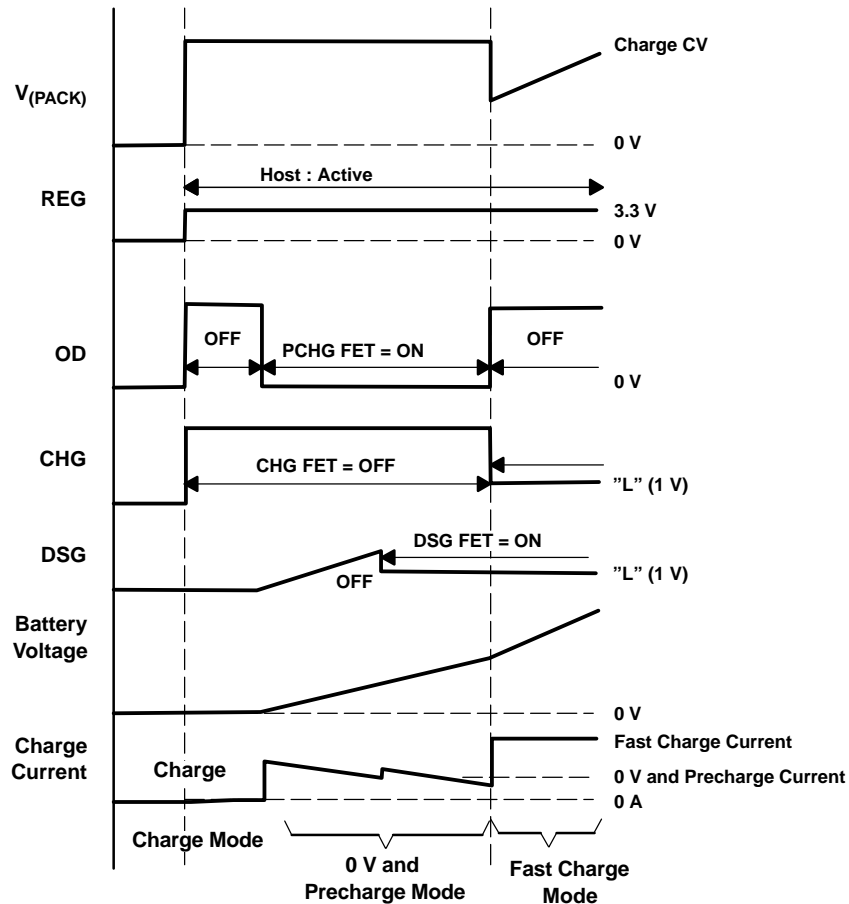 Charge CV
V(PACK)
0 V
Host : Active
REG
3.3 V
0 V
OFF
PCHG FET = ON
OFF
OD
0 V
CHG
CHG FET = OFF
”L” (1 V)
DSG FET = ON
DSG
OFF
”L” (1 V)
Battery
Voltage
0 V
Fast Charge Current
Charge
Current
Charge
0 V and Precharge Current
0 A
Charge Mode
0 V and
Precharge Mode
Fast Charge
Mode